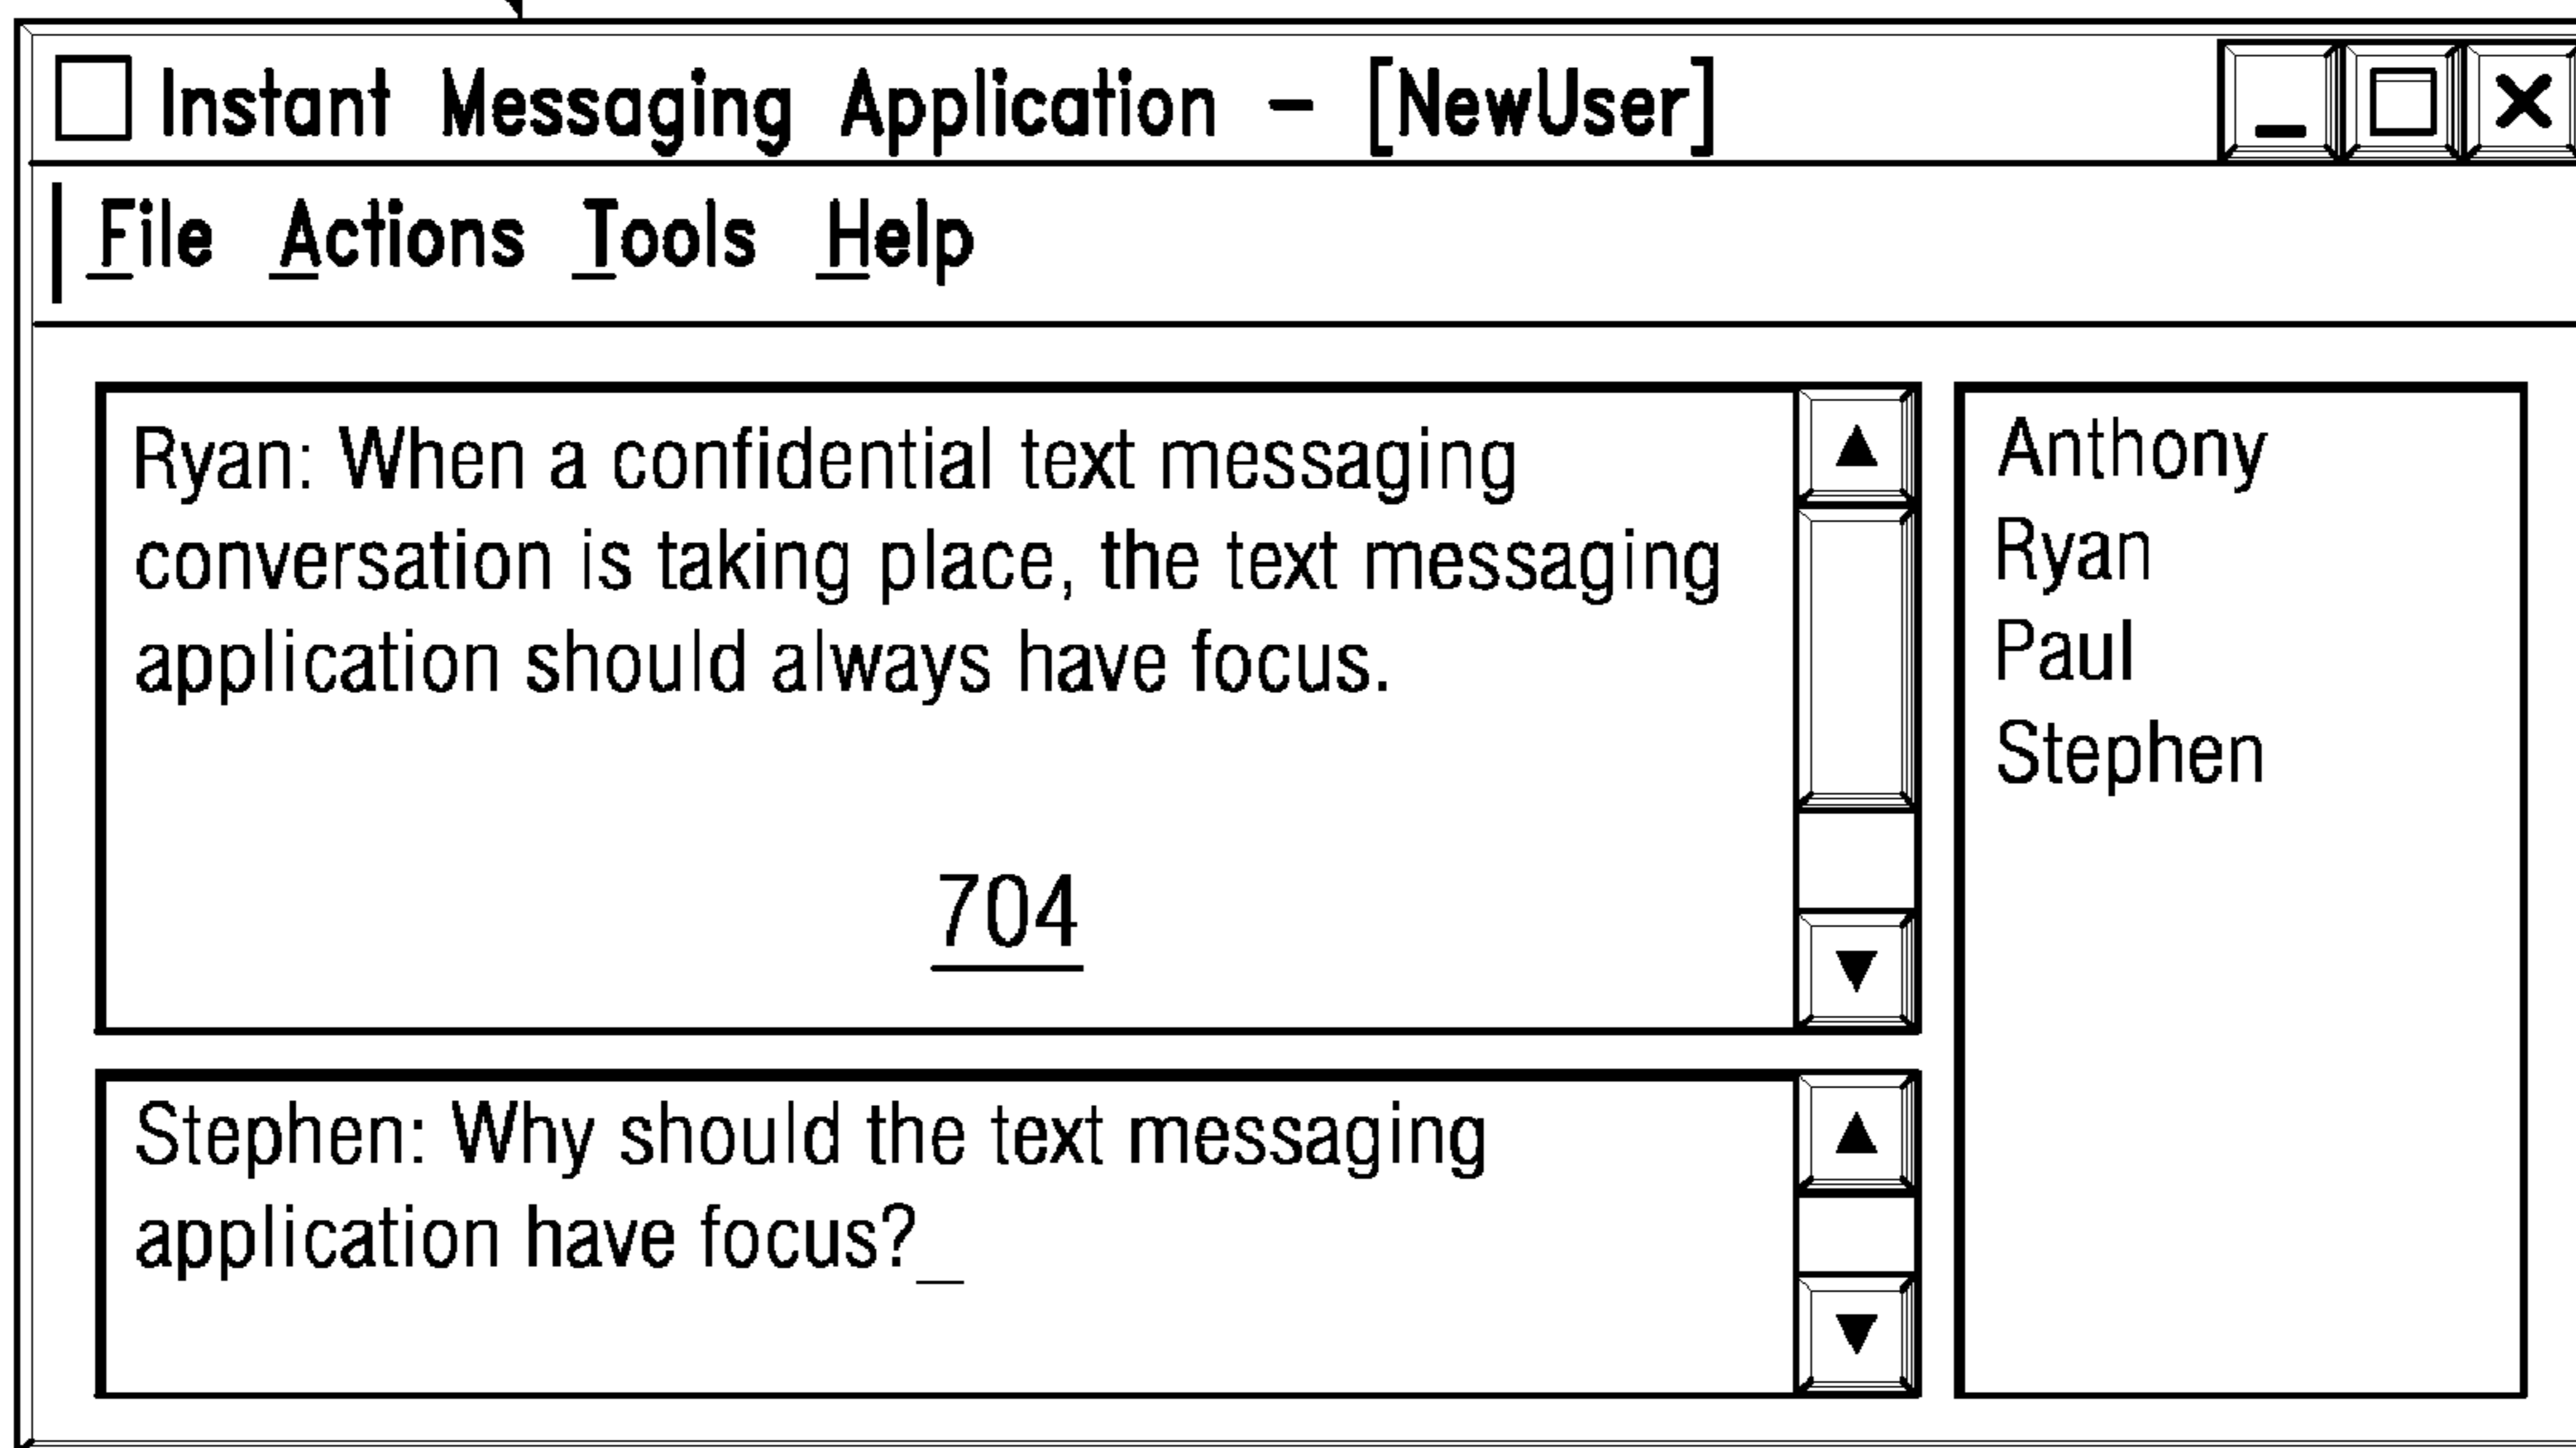 Instant Messaging Application - [NewUser]
File Actions Tools Help
Ryan: When a confidential text messaging
conversation is taking place, the text messaging
application should always have focus.
704
Stephen: Why should the text messaging
application have focus?_
Anthony
Ryan
Paul
Stephen